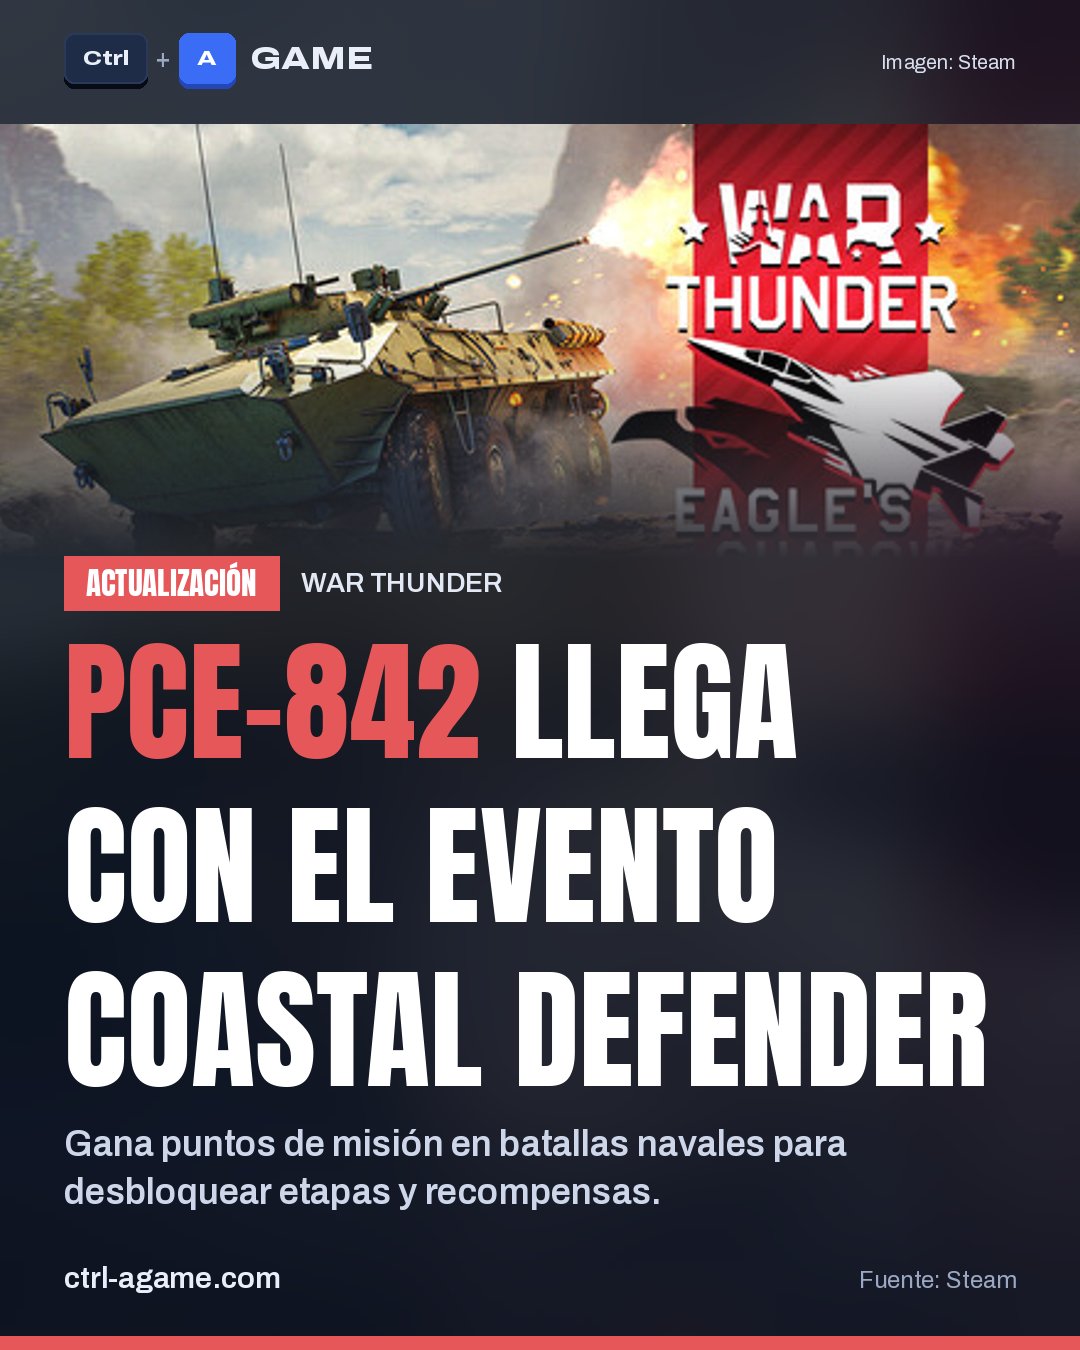 Ctrl + A GAME
Imagen: Steam
WAR
THUNDER
EAGLE'S
SHADOW
ACTUALIZACIÓN WAR THUNDER
PCE-842 LLEGA
CON EL EVENTO
COASTAL DEFENDER
Gana puntos de misión en batallas navales para
desbloquear etapas y recompensas.
ctrl-agame.com
Fuente: Steam